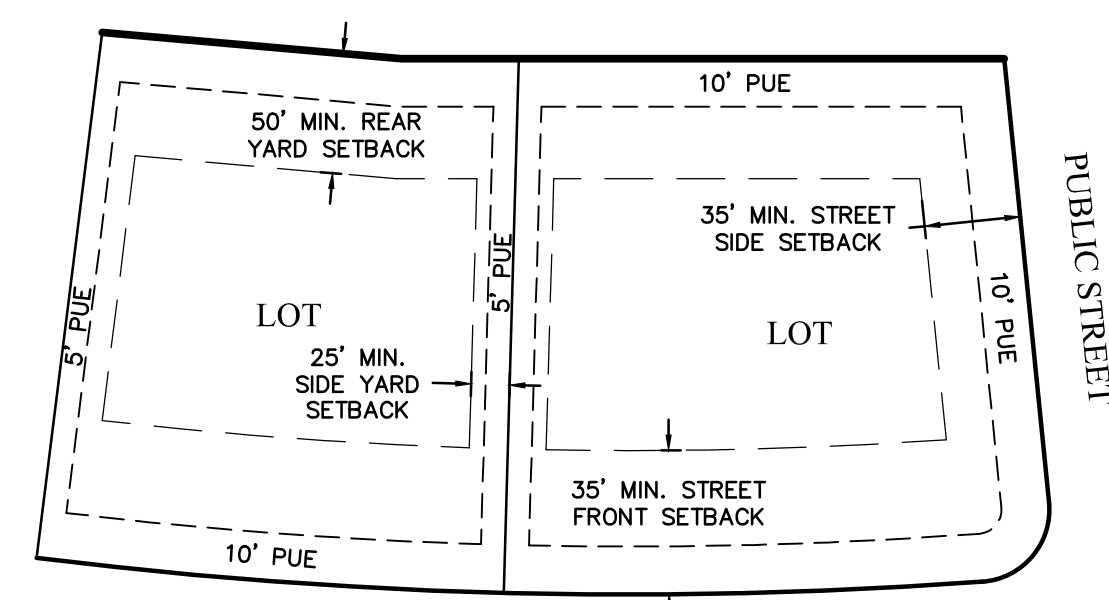 10' PUE
50' MIN. REAR
YARD SETBACK
35' MIN. STREET
SIDE SETBACK
PUBLIC STREET
5' PUE
10' PUE
5' PUE
LOT
LOT
25' MIN.
SIDE YARD
SETBACK
35' MIN. STREET
FRONT SETBACK
10' PUE